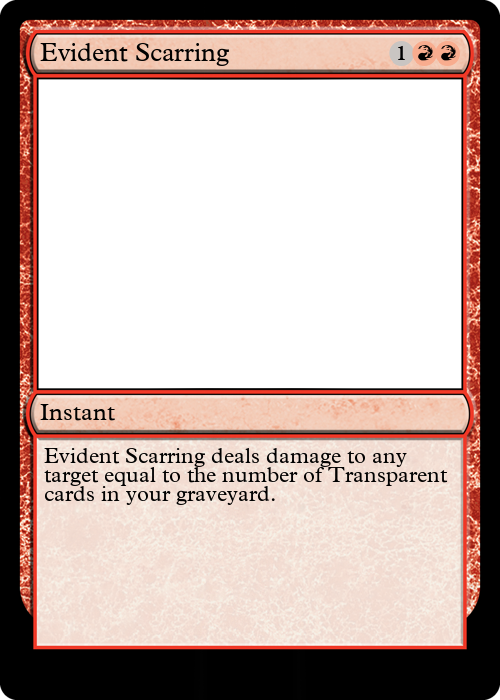 Evident Scarring 1
Instant
Evident Scarring deals damage to any
target equal to the number of Transparent
cards in your graveyard.